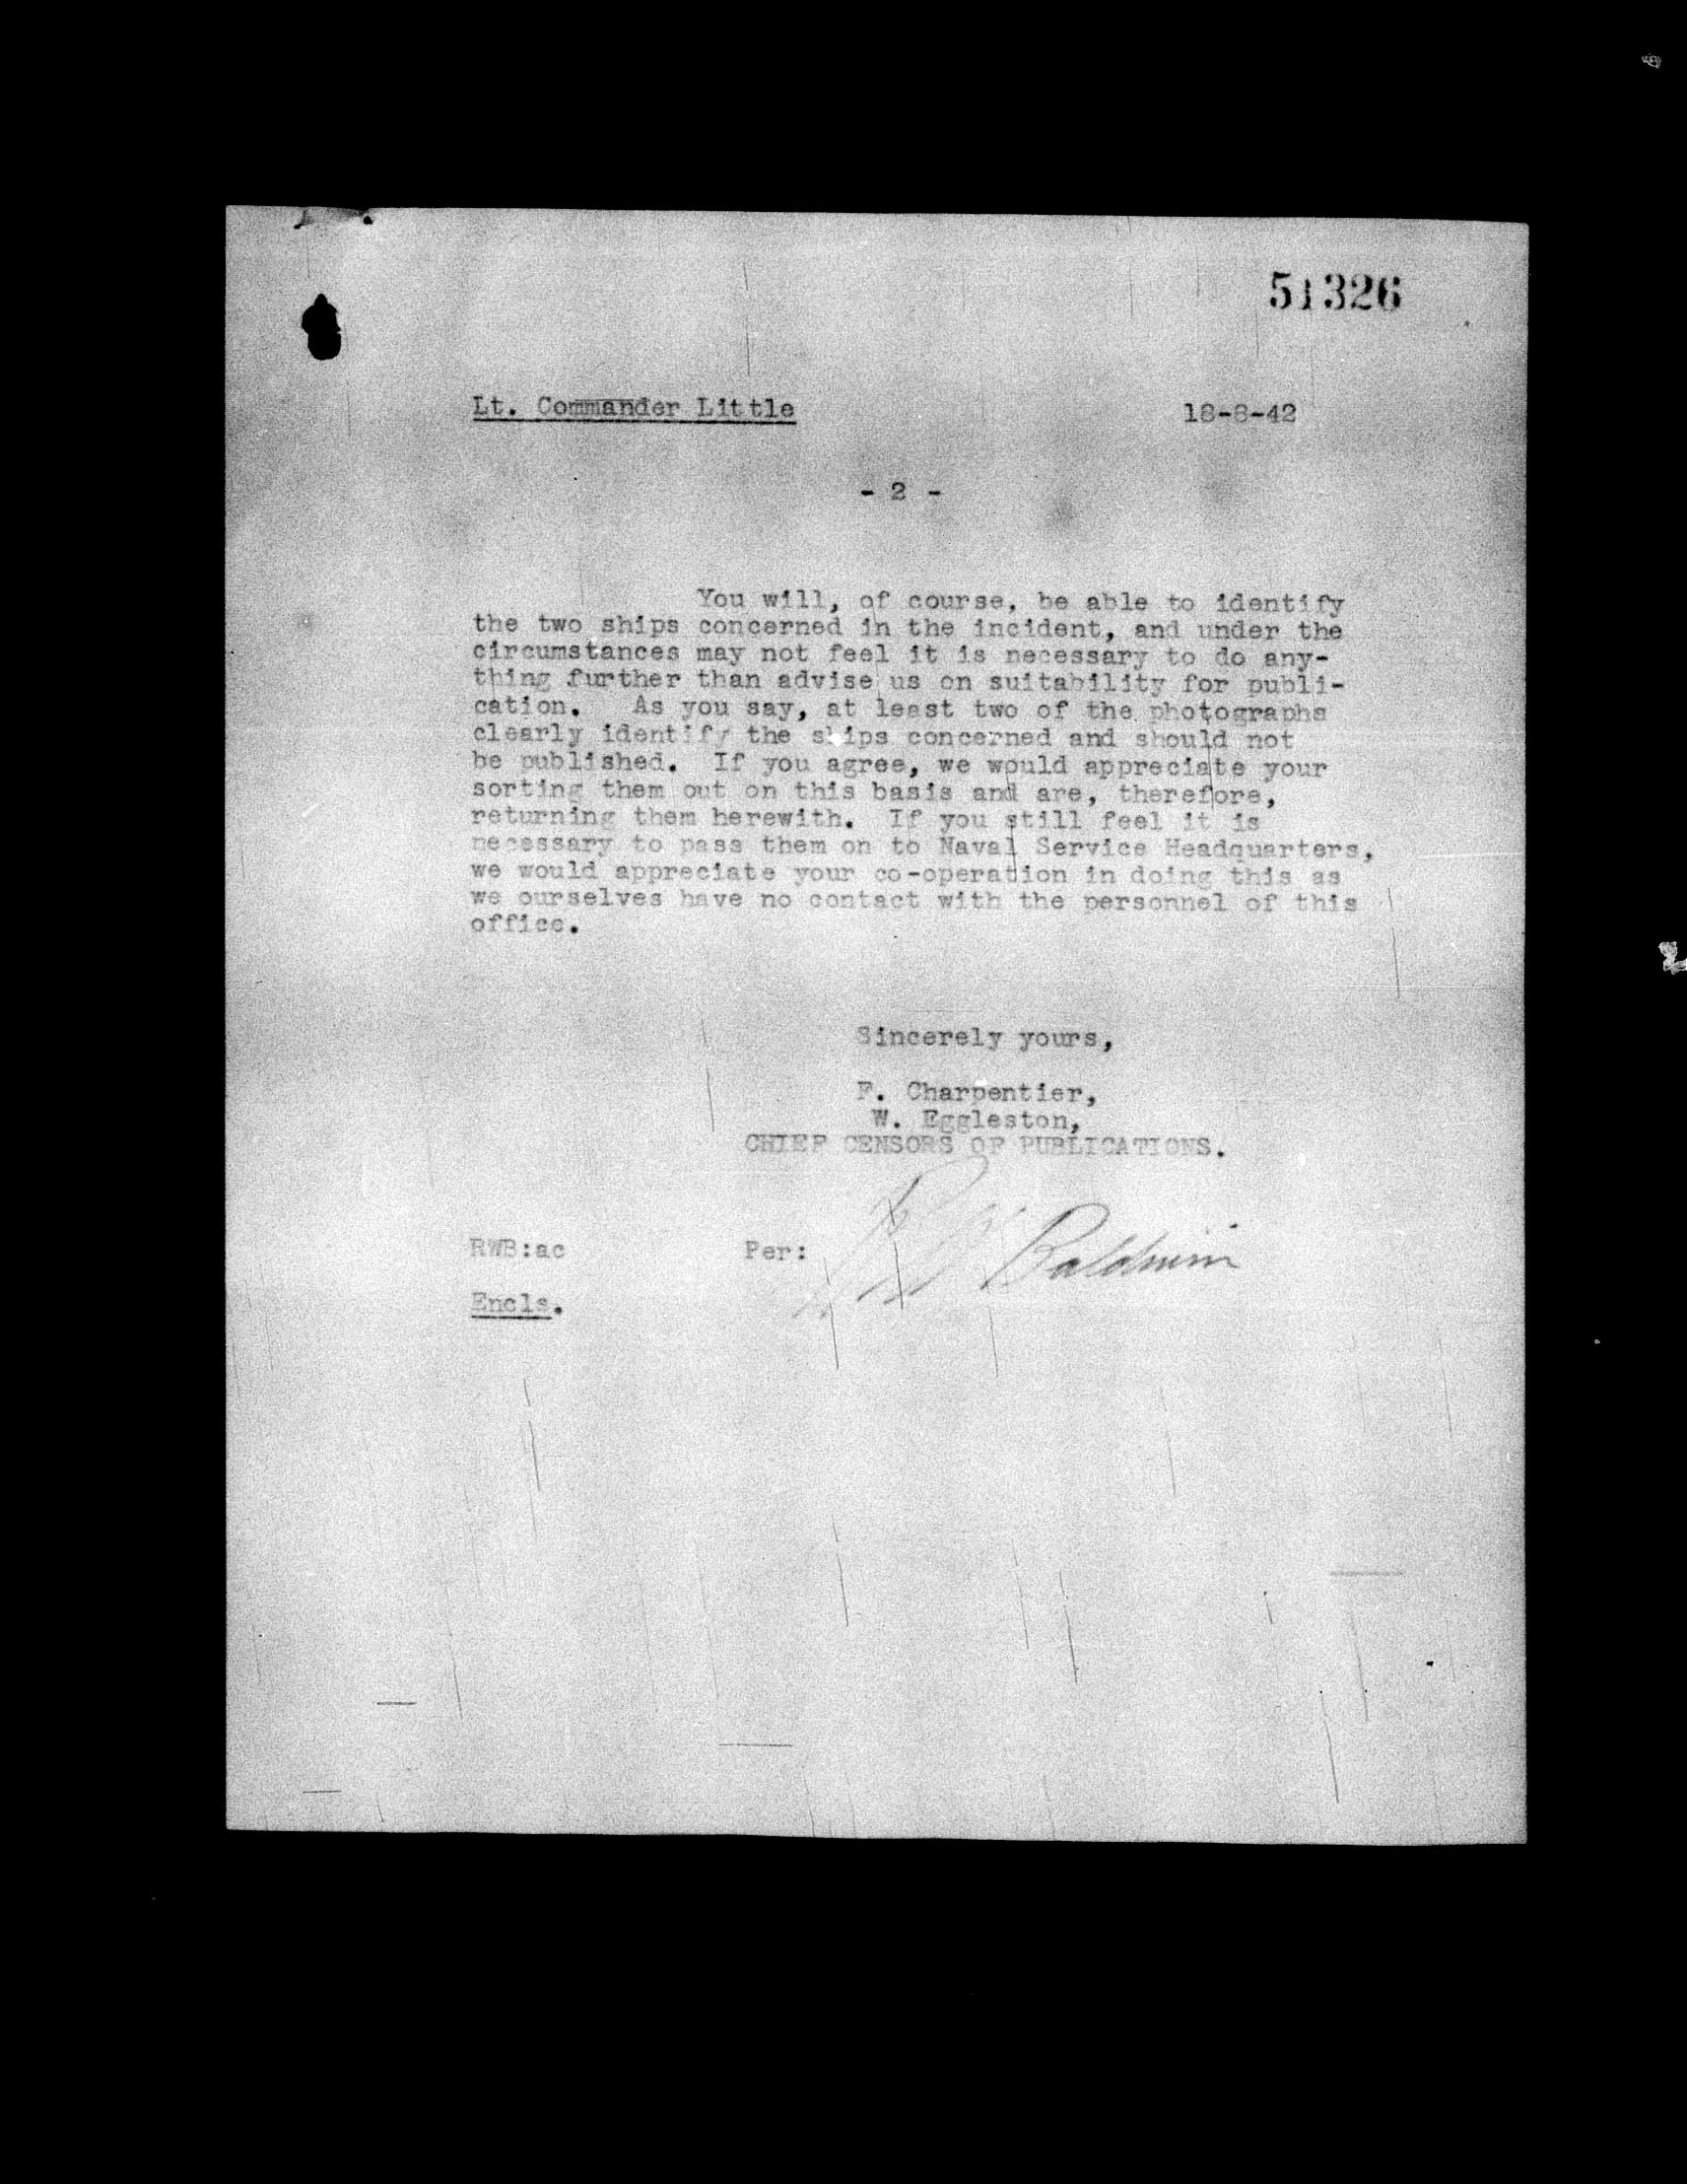 51326
Lt. Commander Little 18-8-42
- 2 -
You will, of course, be able to identify
the two ships concerned in the incident, and under the
circumstances may not feel it is necessary to do any-
thing further than advise us on suitability for publi-
cation. As you say, at least two of the photographs
clearly identify the ships concerned and should not
be published. If you agree, we would appreciate your
sorting them out on this basis and are, therefore,
returning them herewith. If you still feel it is
necessary to pass them on to Naval Service Headquarters,
we would appreciate your co-operation in doing this as
we ourselves have no contact with the personnel of this
office.
Sincerely yours,
F. Charpentier,
W. Eggleston,
CHIEF CENSORS OF PUBLICATIONS.
RWB:ac Per: Baldwin
Encls.